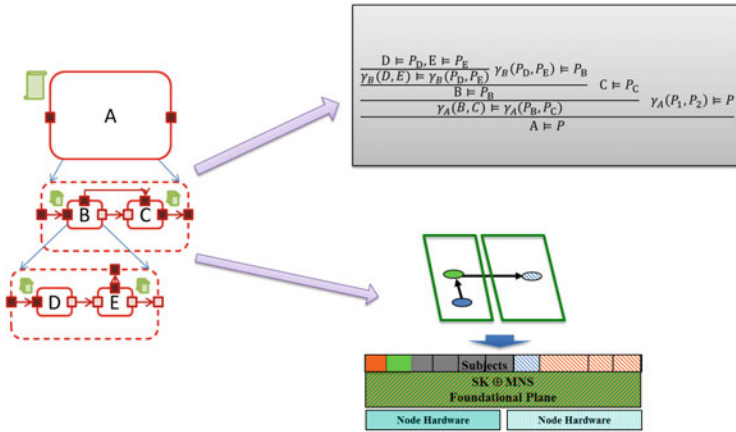 A
B
C
D
E
D ⊨ P_D, E ⊨ P_E
γ_B(D, E) ⊨ γ_B(P_D, P_E) γ_B(P_D, P_E) ⊨ P_B
B ⊨ P_B C ⊨ P_C
γ_A(B, C) ⊨ γ_A(P_B, P_C) γ_A(P_1, P_2) ⊨ P
A ⊨ P
Subjects
SK ⊕ MNS
Foundational Plane
Node Hardware Node Hardware